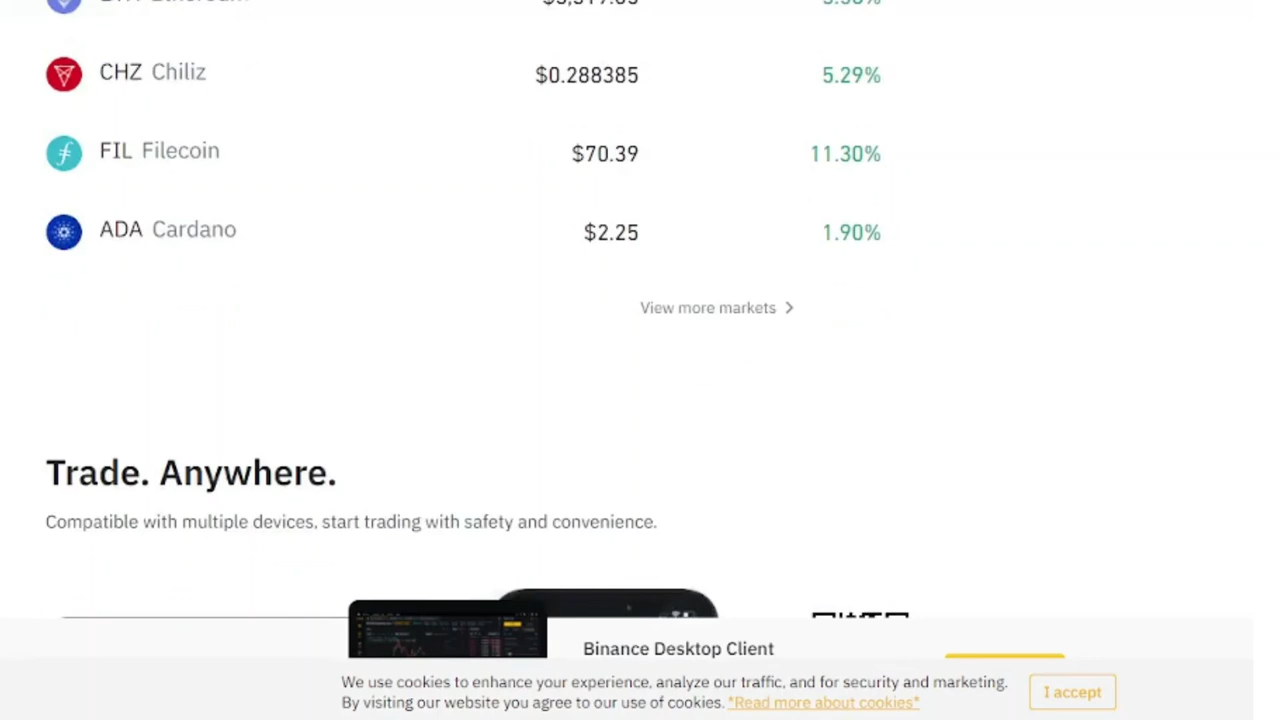 CHZ Chiliz $0.288385 5.29%
FIL Filecoin $70.39 11.30%
ADA Cardano $2.25 1.90%
View more markets
Trade. Anywhere.
Compatible with multiple devices, start trading with safety and convenience.
Binance Desktop Client
We use cookies to enhance your experience, analyze our traffic, and for security and marketing.
By visiting our website you agree to our use of cookies. *Read more about cookies*
I accept